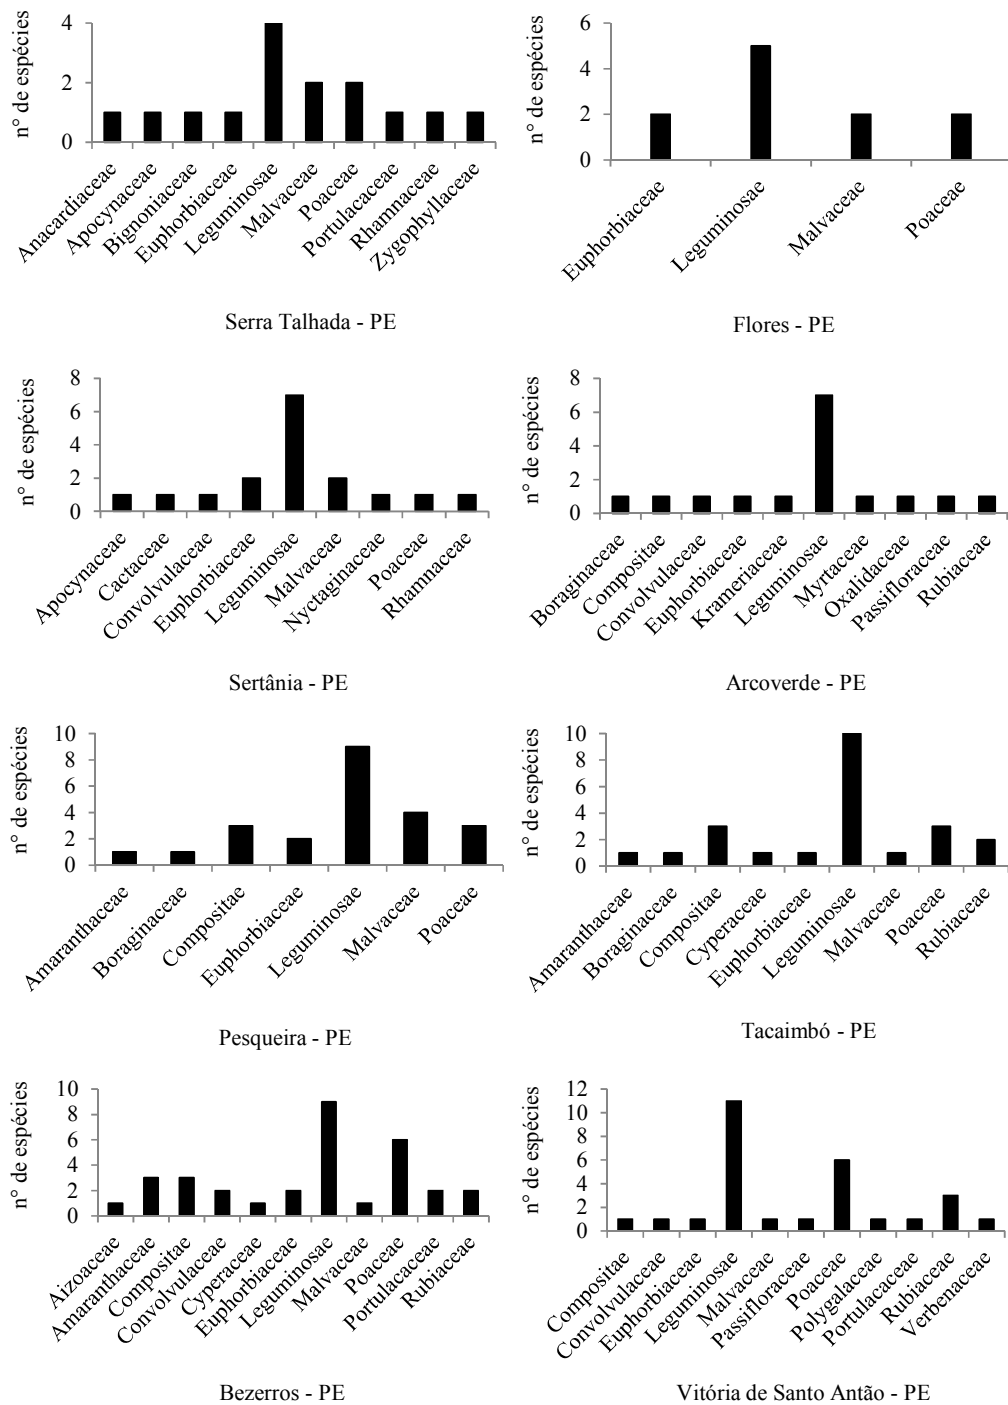 n° de espécies
4
2
0
Anacardiaceae
Apocynaceae
Bignoniaceae
Euphorbiaceae
Leguminosae
Malvaceae
Poaceae
Portulacaceae
Rhamnaceae
Zygophyllaceae
Serra Talhada - PE
n° de espécies
6
4
2
0
Euphorbiaceae
Leguminosae
Malvaceae
Poaceae
Flores - PE
n° de espécies
8
6
4
2
0
Apocynaceae
Cactaceae
Convolvulaceae
Euphorbiaceae
Leguminosae
Malvaceae
Nyctaginaceae
Poaceae
Rhamnaceae
Sertânia - PE
n° de espécies
8
6
4
2
0
Boraginaceae
Compositae
Convolvulaceae
Euphorbiaceae
Krameriaceae
Leguminosae
Myrtaceae
Oxalidaceae
Passifloraceae
Rubiaceae
Arcoverde - PE
n° de espécies
10
8
6
4
2
0
Amaranthaceae
Boraginaceae
Compositae
Euphorbiaceae
Leguminosae
Malvaceae
Poaceae
Pesqueira - PE
n° de espécies
10
8
6
4
2
0
Amaranthaceae
Boraginaceae
Compositae
Cyperaceae
Euphorbiaceae
Leguminosae
Malvaceae
Poaceae
Rubiaceae
Tacaimbó - PE
n° de espécies
10
8
6
4
2
0
Aizoaceae
Amaranthaceae
Compositae
Convolvulaceae
Cyperaceae
Euphorbiaceae
Leguminosae
Malvaceae
Poaceae
Portulacaceae
Rubiaceae
Bezerros - PE
n° de espécies
12
10
8
6
4
2
0
Compositae
Convolvulaceae
Euphorbiaceae
Leguminosae
Malvaceae
Passifloraceae
Poaceae
Polygalaceae
Portulacaceae
Rubiaceae
Verbenaceae
Vitória de Santo Antão - PE